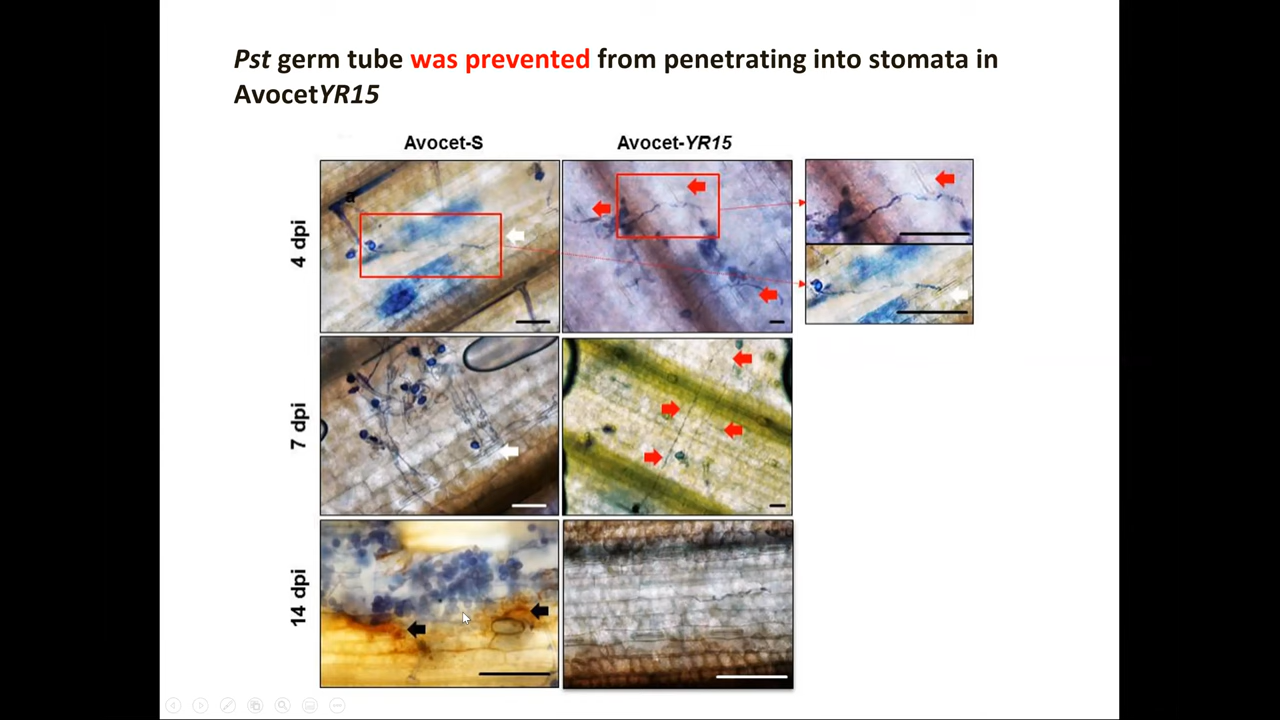 Pst germ tube was prevented from penetrating into stomata in
AvocetYR15
Avocet-S
Avocet-YR15
4 dpi
7 dpi
14 dpi